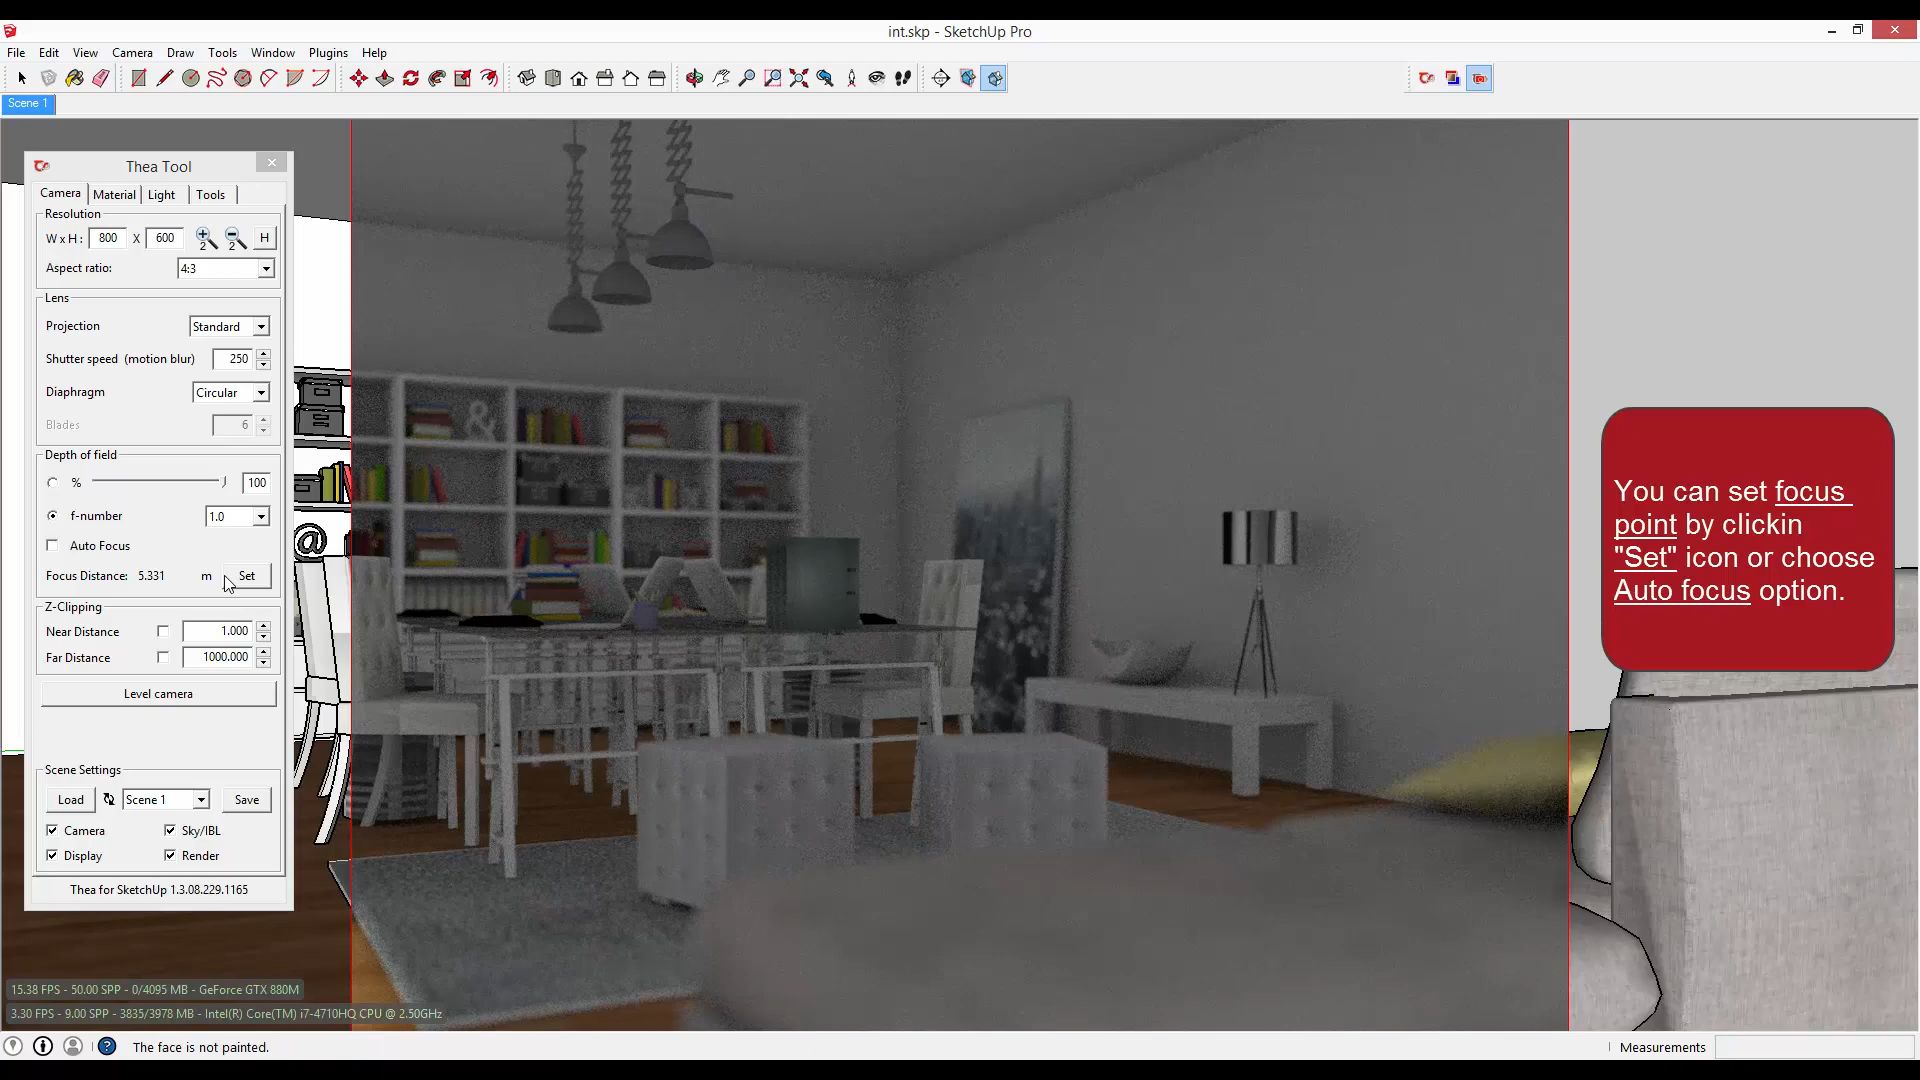 int.skp - SketchUp Pro
File Edit View Camera Draw Tools Window Plugins Help
Scene 1
Thea Tool
Camera Material Light Tools
Resolution
W x H : 800 X 600 2 2 H
Aspect ratio: 4:3
Lens
Projection Standard
Shutter speed (motion blur) 250
Diaphragm Circular
Blades 6
Depth of field
% 100
f-number 1.0
Auto Focus
Focus Distance: 5.331 m Set
Z-Clipping
Near Distance 1.000
Far Distance 1000.000
Level camera
Scene Settings
Load Scene 1 Save
Camera Sky/IBL
Display Render
Thea for SketchUp 1.3.08.229.1165
@
&
You can set focus
point by clickin
"Set" icon or choose
Auto focus option.
15.38 FPS - 50.00 SPP - 0/4095 MB - GeForce GTX 880M
3.30 FPS - 9.00 SPP - 3835/3978 MB - Intel(R) Core(TM) i7-4710HQ CPU @ 2.50GHz
The face is not painted.
Measurements